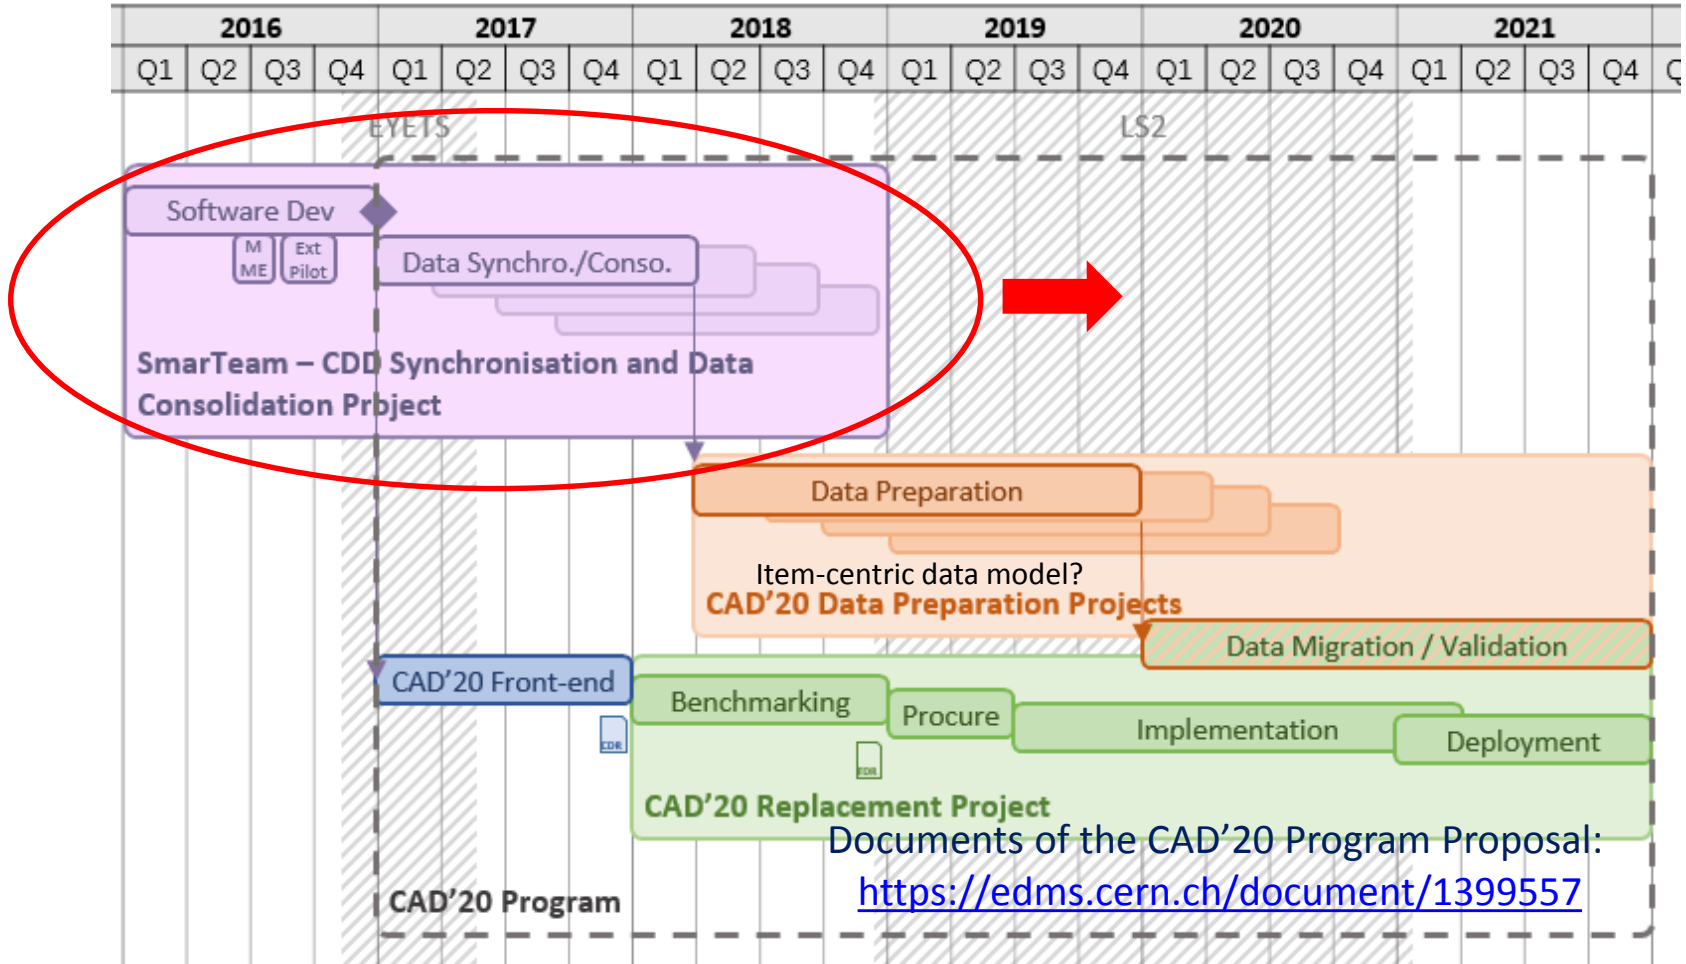 2016 2017 2018 2019 2020 2021
Q1 Q2 Q3 Q4 Q1 Q2 Q3 Q4 Q1 Q2 Q3 Q4 Q1 Q2 Q3 Q4 Q1 Q2 Q3 Q4 Q1 Q2 Q3 Q4
EYETS
LS2
Software Dev
M
ME
Ext
Pilot
Data Synchro./Conso.
SmarTeam – CDD Synchronisation and Data
Consolidation Project
Data Preparation
Item-centric data model?
CAD’20 Data Preparation Projects
Data Migration / Validation
CAD’20 Front-end
CDR
Benchmarking
Procure
Implementation
Deployment
CAD’20 Replacement Project
Documents of the CAD’20 Program Proposal:
https://edms.cern.ch/document/1399557
CAD’20 Program